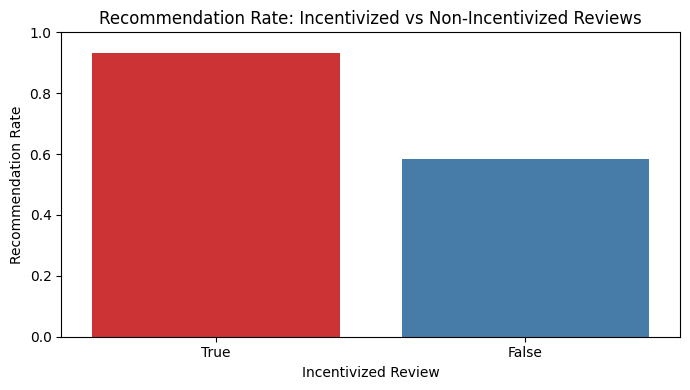 Recommendation Rate: Incentivized vs Non-Incentivized Reviews
1.0
0.8
0.6
0.4
0.2
0.0
Recommendation Rate
True
False
Incentivized Review